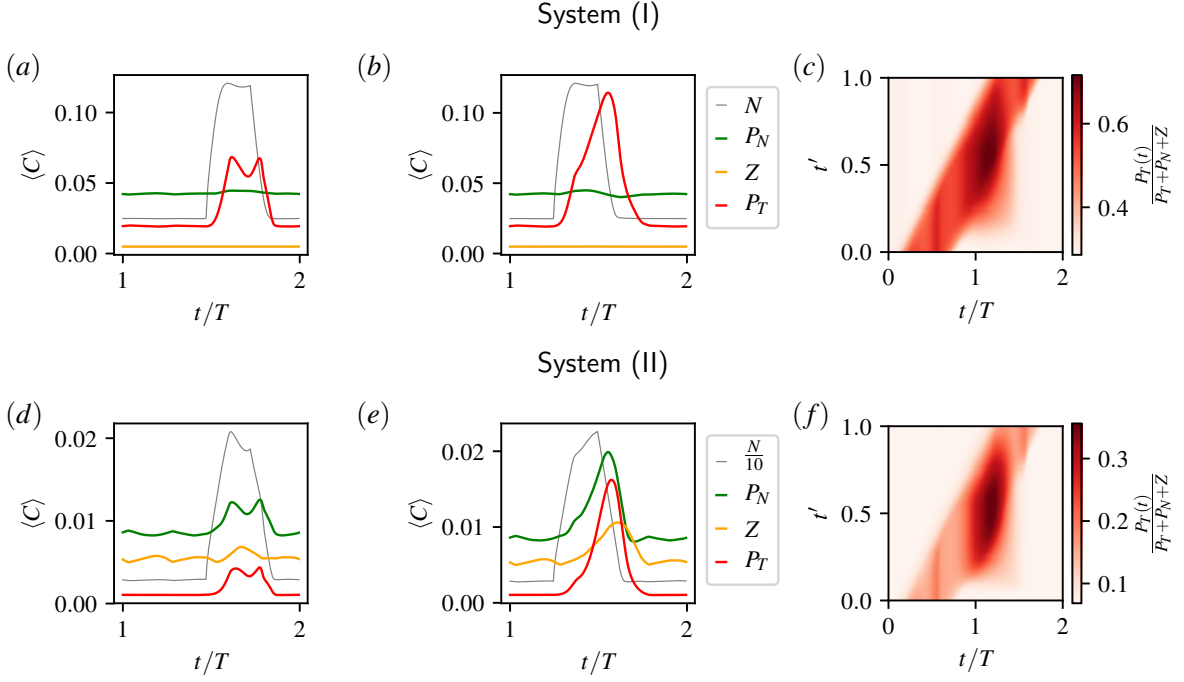 System (I)
(a)
(b)
(c)
⟨C⟩
0.10
0.05
0.00
1
2
t/T
⟨C⟩
0.10
0.05
0.00
1
2
t/T
N
P_N
Z
P_T
t′
1.0
0.5
0.0
0
1
2
t/T
0.6
0.4
P_T(t)
P_T+P_N+Z
System (II)
(d)
(e)
(f)
⟨C⟩
0.02
0.01
0.00
1
2
t/T
⟨C⟩
0.02
0.01
0.00
1
2
t/T
N
10
P_N
Z
P_T
t′
1.0
0.5
0.0
0
1
2
t/T
0.3
0.2
0.1
P_T(t)
P_T+P_N+Z